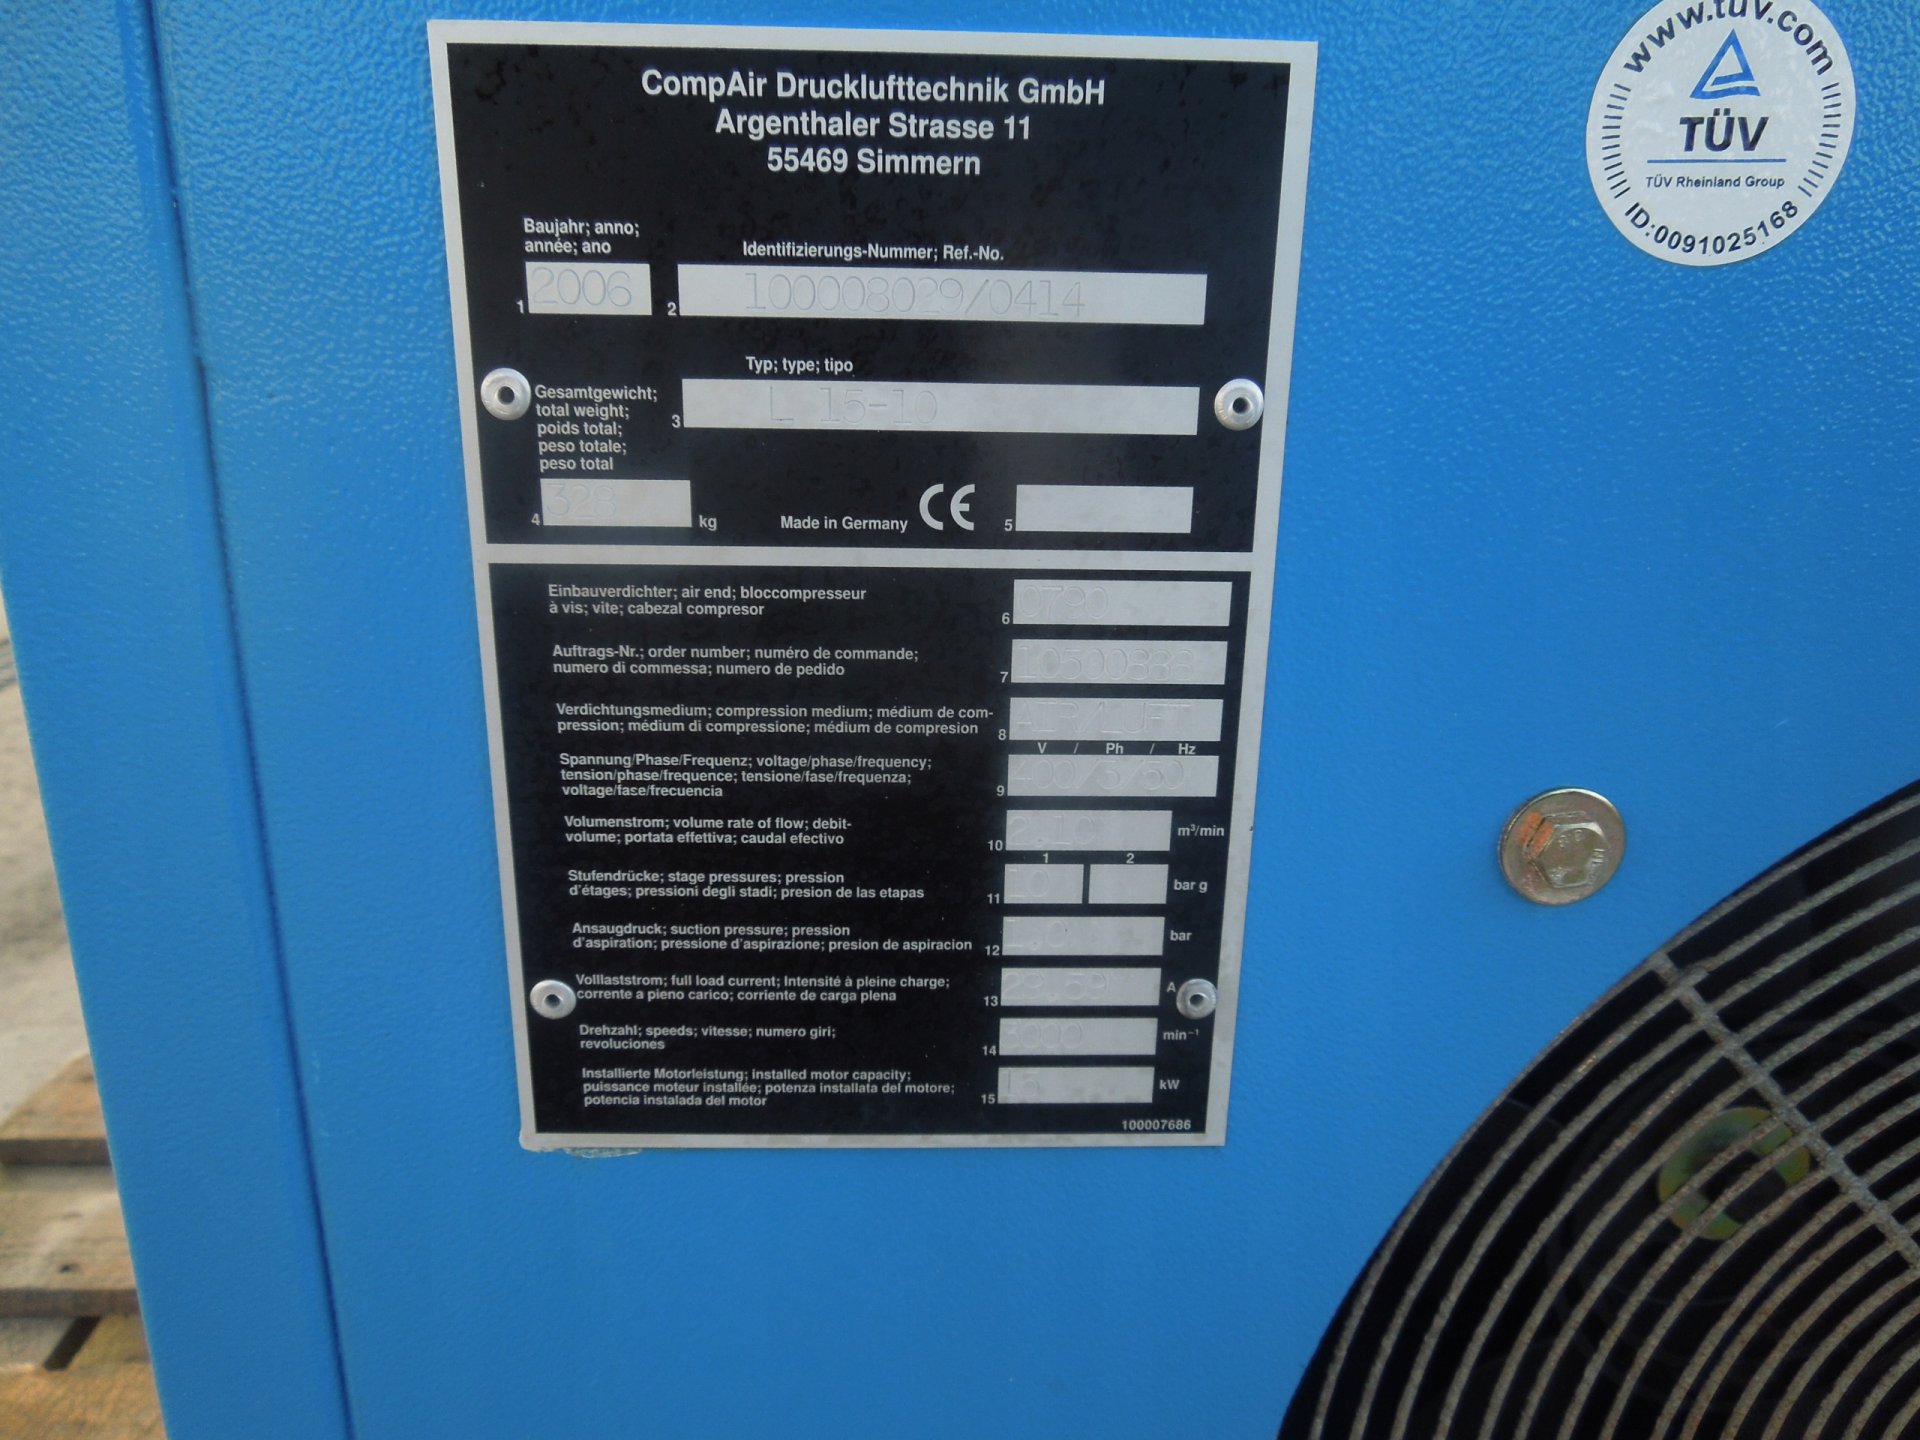 CompAir Drucklufttechnik GmbH
Argenthaler Strasse 11
55469 Simmern
Baujahr; anno;
année; ano
Identifizierungs-Nummer; Ref.-No.
1 2006 2 100008029/0414
Typ; type; tipo
3 L 15-10
Gesamtgewicht;
total weight;
poids total;
peso totale;
peso total
4 328 kg
Made in Germany CE 5
Einbauverdichter; air end; bloccompresseur
à vis; vite; cabezal compresor
6 0790
Auftrags-Nr.; order number; numéro de commande;
numero di commessa; numero de pedido
7 10500888
Verdichtungsmedium; compression medium; médium de com-
pression; médium di compressione; médium de compresion
8 AIR/LUFT
V / Ph / Hz
Spannung/Phase/Frequenz; voltage/phase/frequency;
tension/phase/frequence; tensione/fase/frequenza;
voltage/fase/frecuencia
9 400/3/50
Volumenstrom; volume rate of flow; debit-
volume; portata effettiva; caudal efectivo
10 2.10 m³/min
1 2
Stufendrücke; stage pressures; pression
d'étages; pressioni degli stadi; presion de las etapas
11 10 bar g
Ansaugdruck; suction pressure; pression
d'aspiration; pressione d'aspirazione; presion de aspiracion
12 bar
Volllaststrom; full load current; Intensité à pleine charge;
corrente a pieno carico; corriente de carga plena
13 A
Drehzahl; speeds; vitesse; numero giri;
revoluciones
14 3000 min⁻¹
Installierte Motorleistung; installed motor capacity;
puissance moteur installée; potenza installata del motore;
potencia instalada del motor
15 15 kW
100007686
www.tuv.com
TÜV
TÜV Rheinland Group
ID:0091025168